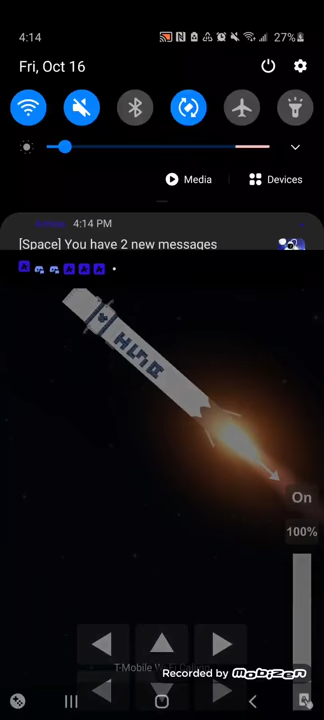 4:14
27%
Fri, Oct 16
Media
Devices
4:14 PM
[Space] You have 2 new messages
On
100%
T-Mobile Wi-Fi Calling
Recorded by MOBIZEN